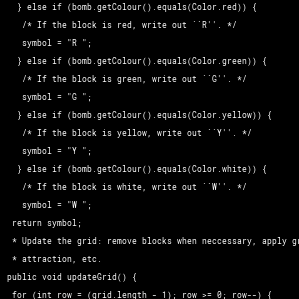 } else if (bomb.getColour().equals(Color.red)) {
/* If the block is red, write out ``R''. */
symbol = "R ";
} else if (bomb.getColour().equals(Color.green)) {
/* If the block is green, write out ``G''. */
symbol = "G ";
} else if (bomb.getColour().equals(Color.yellow)) {
/* If the block is yellow, write out ``Y''. */
symbol = "Y ";
} else if (bomb.getColour().equals(Color.white)) {
/* If the block is white, write out ``W''. */
symbol = "W ";
return symbol;
* Update the grid: remove blocks when neccessary, apply
* attraction, etc.
public void updateGrid() {
for (int row = (grid.length - 1); row >= 0; row--) {